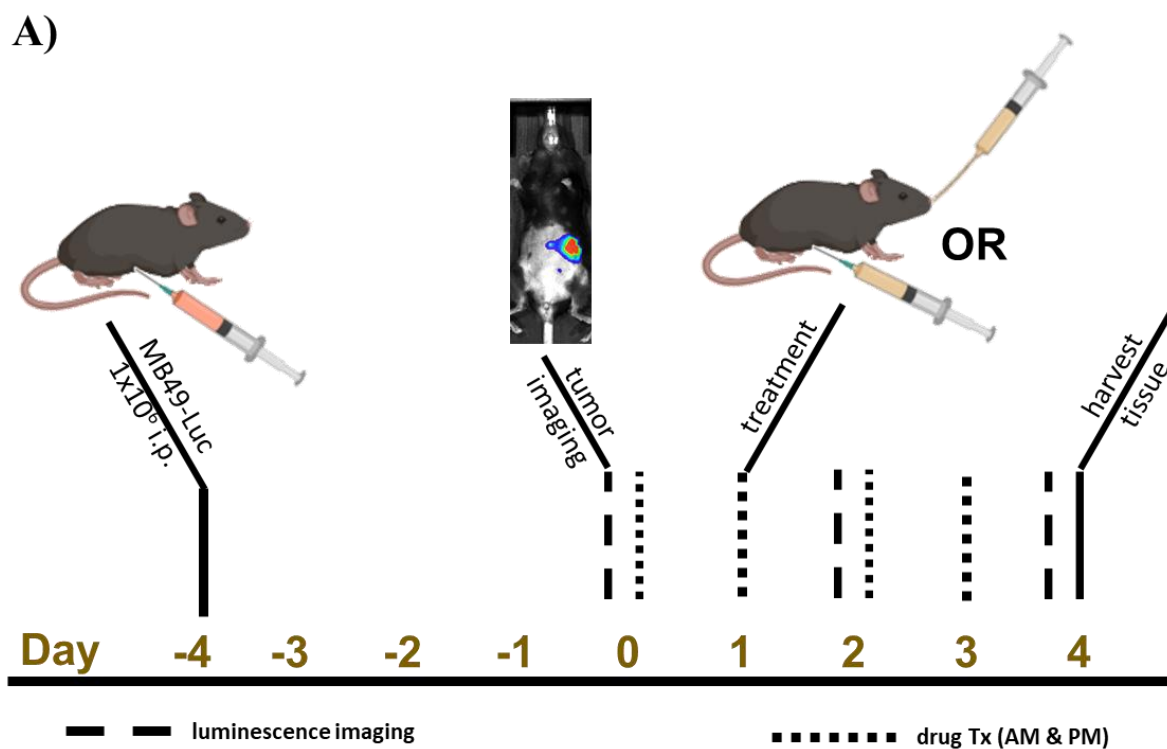 A)
MB49-Luc
1x10⁶ i.p.
tumor
imaging
treatment
OR
harvest
tissue
Day -4 -3 -2 -1 0 1 2 3 4
luminescence imaging
drug Tx (AM & PM)